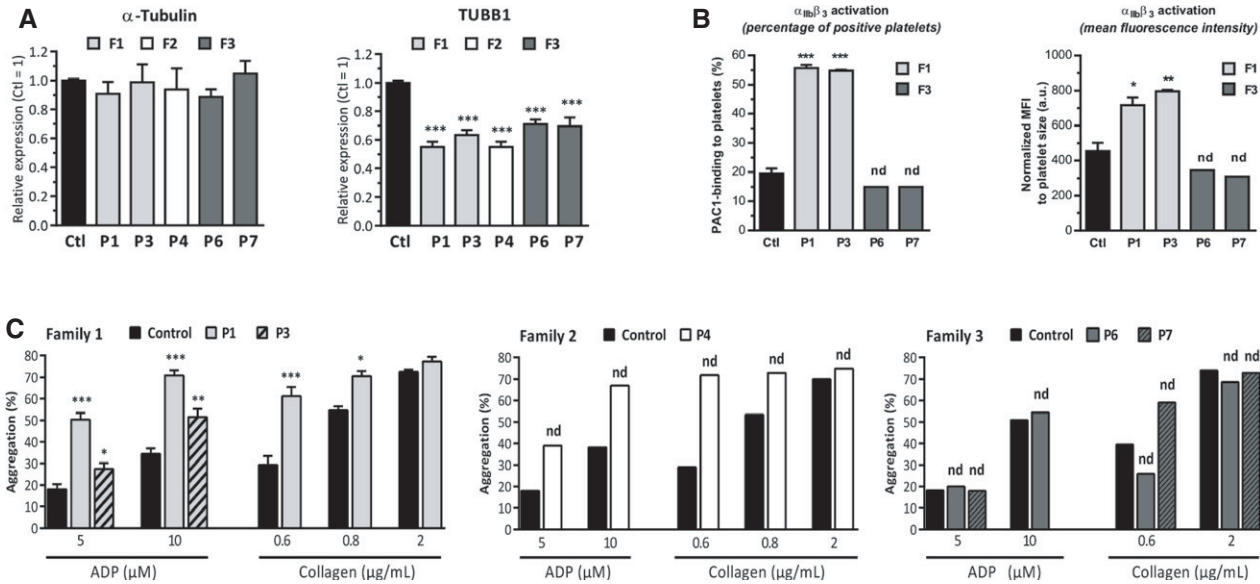 A
α-Tubulin
F1 F2 F3
Relative expression (Ctl = 1)
1.2
1.0
0.8
0.6
0.4
0.2
0.0
Ctl P1 P3 P4 P6 P7
TUBB1
F1 F2 F3
Relative expression (Ctl = 1)
1.2
1.0
0.8
0.6
0.4
0.2
0.0
*** *** *** *** ***
Ctl P1 P3 P4 P6 P7
B
αIIbβ3 activation
(percentage of positive platelets)
PAC1-binding to platelets (%)
60
50
40
30
20
10
0
*** *** nd nd
F1
F3
Ctl P1 P3 P6 P7
αIIbβ3 activation
(mean fluorescence intensity)
Normalized MFI
to platelet size (a.u.)
1000
800
600
400
200
0
* ** nd nd
F1
F3
Ctl P1 P3 P6 P7
C
Family 1 Control P1 P3
Aggregation (%)
80
70
60
50
40
30
20
10
0
*** * *** ** *** *
5 10 0.6 0.8 2
ADP (µM) Collagen (µg/mL)
Family 2 Control P4
Aggregation (%)
80
70
60
50
40
30
20
10
0
nd nd nd nd nd
5 10 0.6 0.8 2
ADP (µM) Collagen (µg/mL)
Family 3 Control P6 P7
Aggregation (%)
80
70
60
50
40
30
20
10
0
nd nd nd nd nd nd nd
5 10 0.6 2
ADP (µM) Collagen (µg/mL)